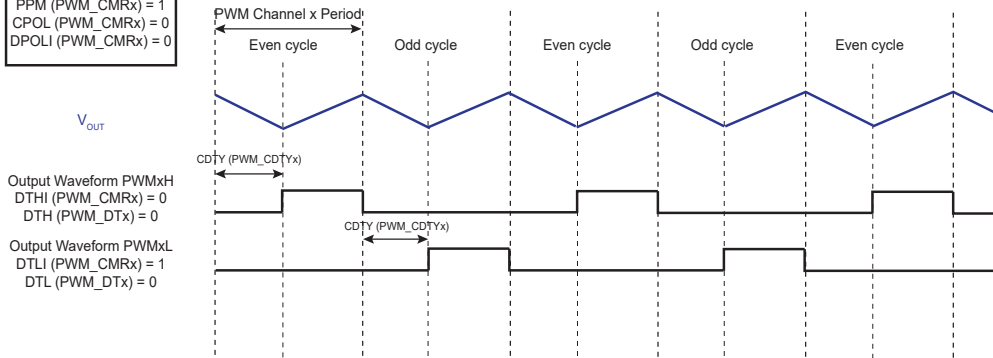 PPM (PWM_CMRx) = 1
CPOL (PWM_CMRx) = 0
DPOLI (PWM_CMRx) = 0
PWM Channel x Period
Even cycle
Odd cycle
Even cycle
Odd cycle
Even cycle
VOUT
CDTY (PWM_CDTYx)
Output Waveform PWMxH
DTHI (PWM_CMRx) = 0
DTH (PWM_DTx) = 0
CDTY (PWM_CDTYx)
Output Waveform PWMxL
DTLI (PWM_CMRx) = 1
DTL (PWM_DTx) = 0